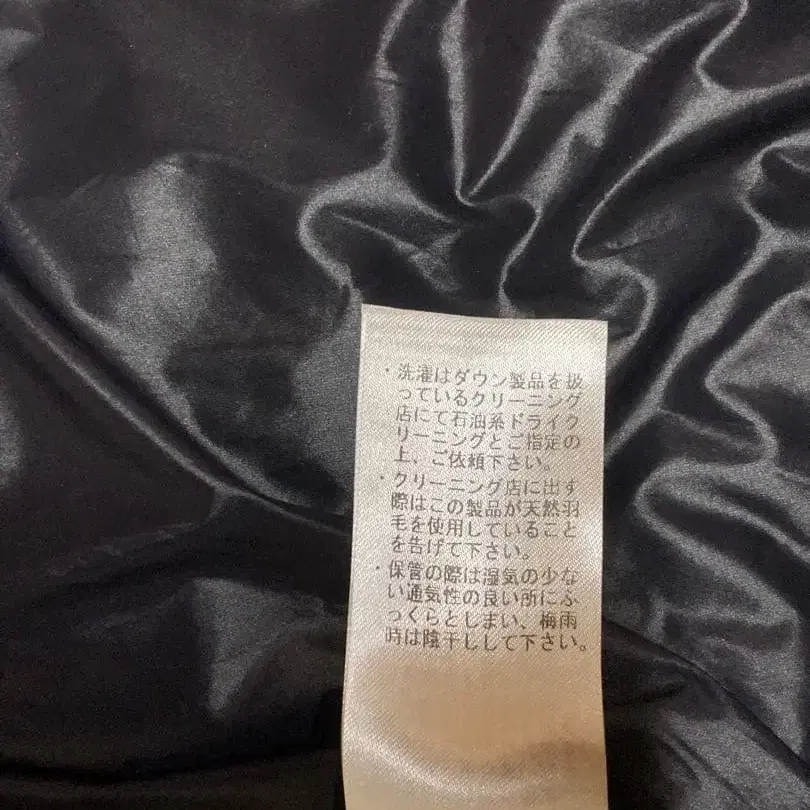 ・洗濯はダウン製品を扱
っているクリーニング
店にて石油系ドライク
リーニングとご指定の
上、ご依頼下さい。
・クリーニング店に出す
際はこの製品が天然羽
毛を使用していること
を告げて下さい。
・保管の際は湿気の少な
い通気性の良い所にふ
っくらとしまい、梅雨
時は陰干しして下さい。